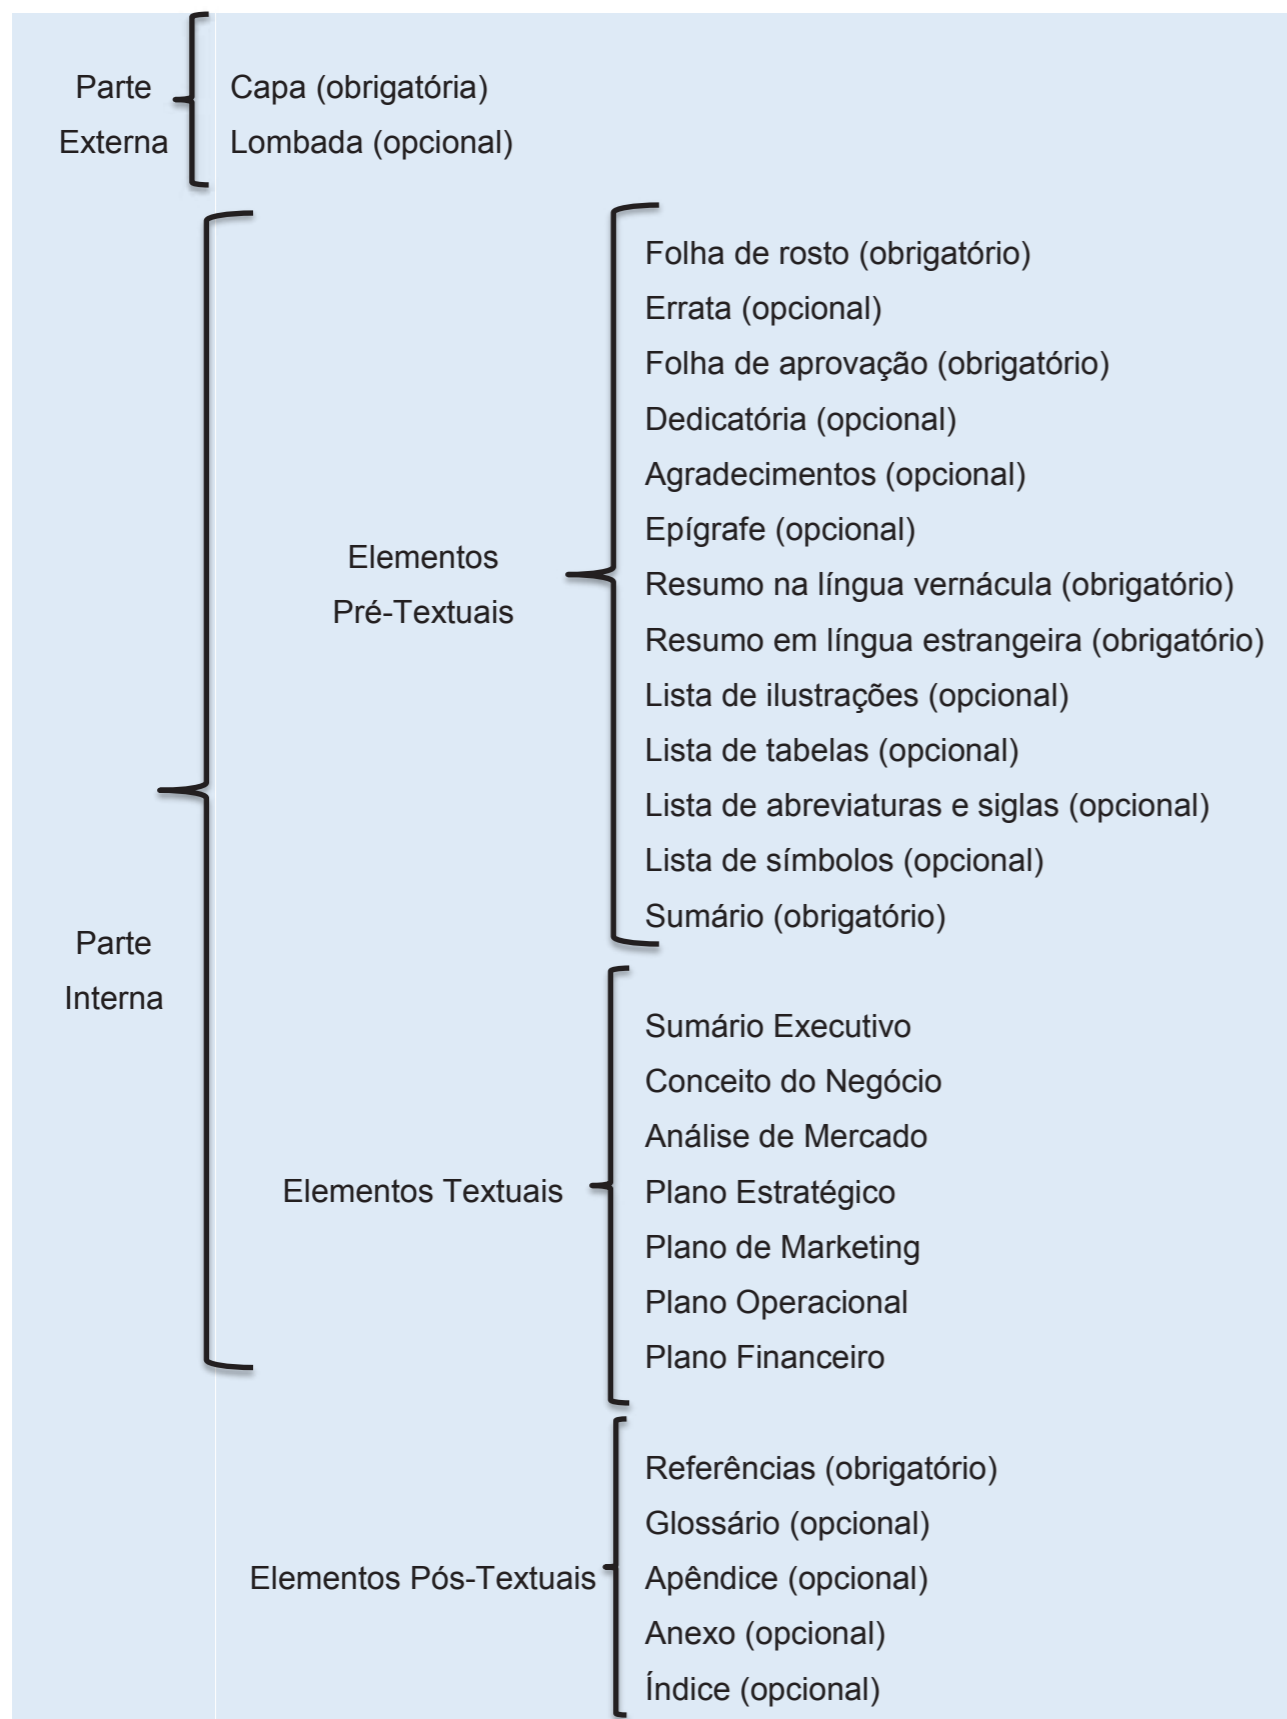 Parte
Externa
Capa (obrigatória)
Lombada (opcional)
Parte
Interna
Elementos
Pré-Textuais
Folha de rosto (obrigatório)
Errata (opcional)
Folha de aprovação (obrigatório)
Dedicatória (opcional)
Agradecimentos (opcional)
Epígrafe (opcional)
Resumo na língua vernácula (obrigatório)
Resumo em língua estrangeira (obrigatório)
Lista de ilustrações (opcional)
Lista de tabelas (opcional)
Lista de abreviaturas e siglas (opcional)
Lista de símbolos (opcional)
Sumário (obrigatório)
Elementos Textuais
Sumário Executivo
Conceito do Negócio
Análise de Mercado
Plano Estratégico
Plano de Marketing
Plano Operacional
Plano Financeiro
Elementos Pós-Textuais
Referências (obrigatório)
Glossário (opcional)
Apêndice (opcional)
Anexo (opcional)
Índice (opcional)